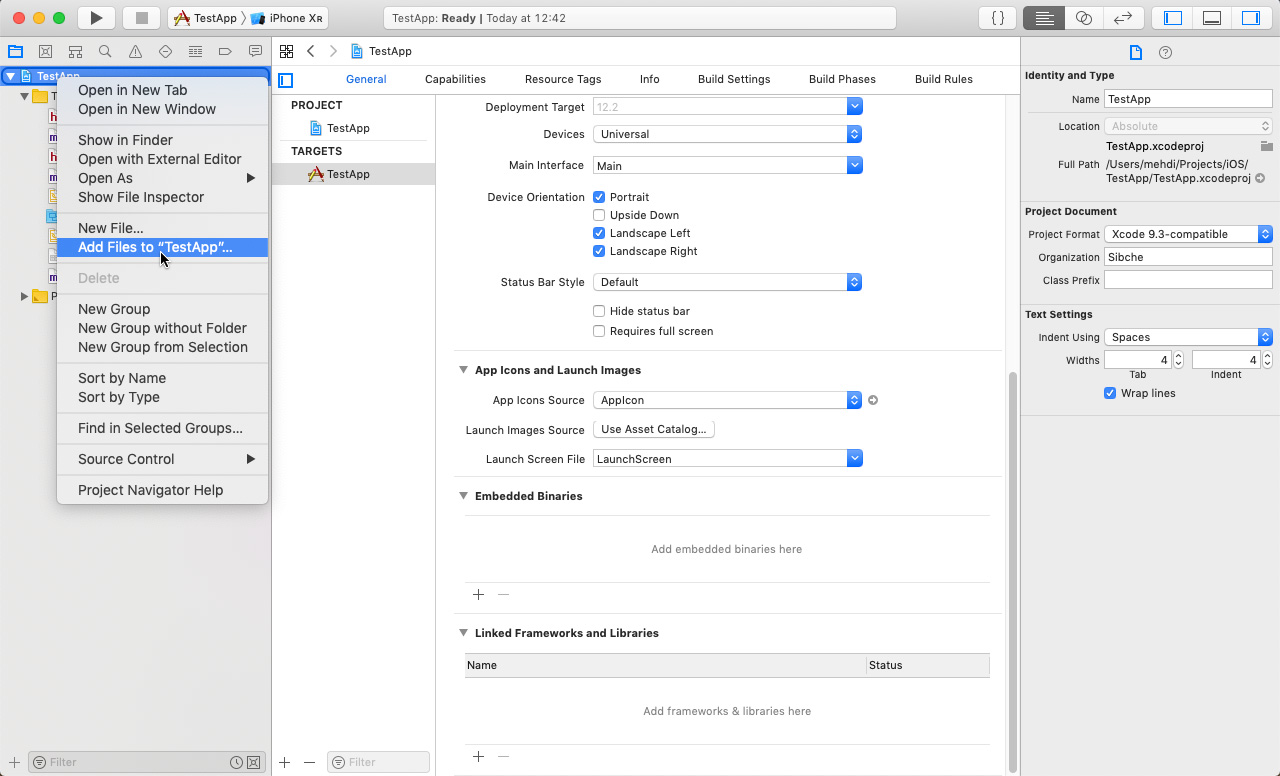 TestApp
iPhone XR
TestApp: Ready | Today at 12:42
{ }
TestApp
Open in New Tab
Open in New Window
Show in Finder
Open with External Editor
Open As
Show File Inspector
New File...
Add Files to “TestApp”...
Delete
New Group
New Group without Folder
New Group from Selection
Sort by Name
Sort by Type
Find in Selected Groups...
Source Control
Project Navigator Help
Filter
TestApp
General
Capabilities
Resource Tags
Info
Build Settings
Build Phases
Build Rules
PROJECT
TestApp
TARGETS
TestApp
Filter
Deployment Target 12.2
Devices Universal
Main Interface Main
Device Orientation Portrait
Upside Down
Landscape Left
Landscape Right
Status Bar Style Default
Hide status bar
Requires full screen
App Icons and Launch Images
App Icons Source AppIcon
Launch Images Source Use Asset Catalog...
Launch Screen File LaunchScreen
Embedded Binaries
Add embedded binaries here
Linked Frameworks and Libraries
Name Status
Add frameworks & libraries here
Identity and Type
Name TestApp
Location Absolute
TestApp.xcodeproj
Full Path /Users/mehdi/Projects/iOS/
TestApp/TestApp.xcodeproj
Project Document
Project Format Xcode 9.3-compatible
Organization Sibche
Class Prefix
Text Settings
Indent Using Spaces
Widths 4 4
Tab Indent
Wrap lines